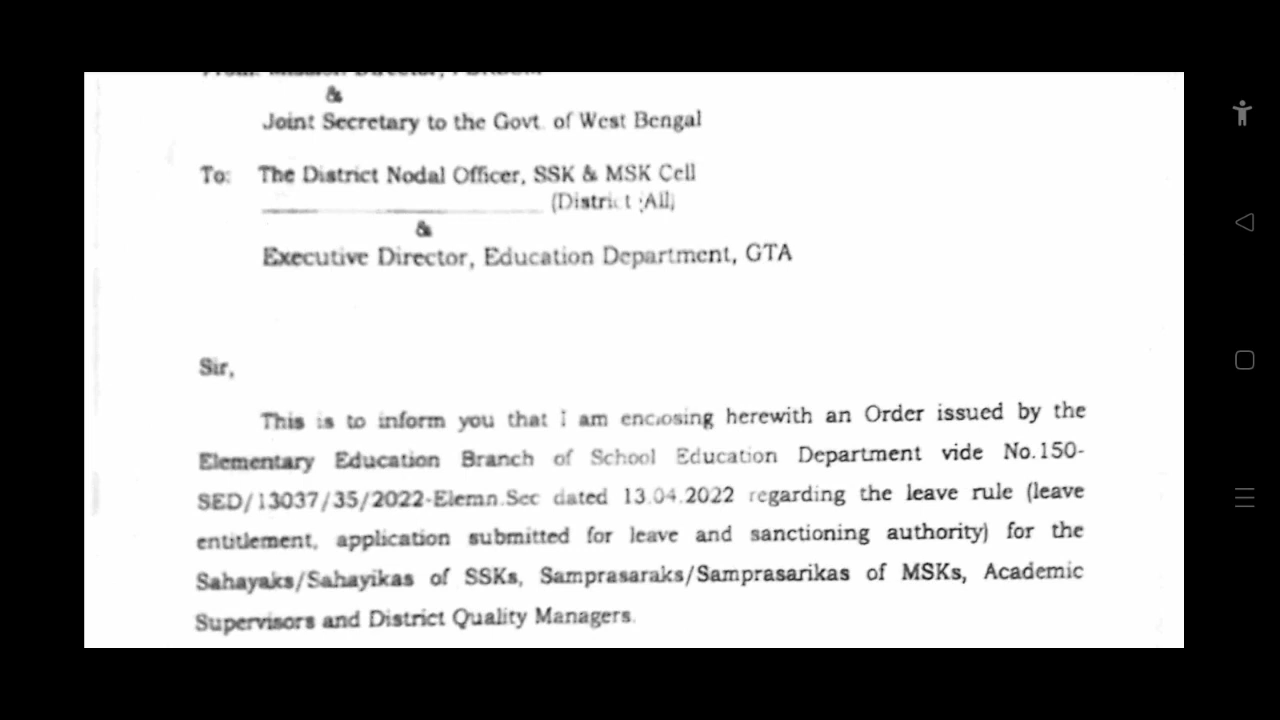 &
Joint Secretary to the Govt. of West Bengal
To: The District Nodal Officer, SSK & MSK Cell
(District :All)
&
Executive Director, Education Department, GTA
Sir,
This is to inform you that I am enclosing herewith an Order issued by the
Elementary Education Branch of School Education Department vide No.150-
SED/13037/35/2022-Elemn.Sec dated 13.04.2022 regarding the leave rule (leave
entitlement, application submitted for leave and sanctioning authority) for the
Sahayaks/Sahayikas of SSKs, Samprasaraks/Samprasarikas of MSKs, Academic
Supervisors and District Quality Managers.